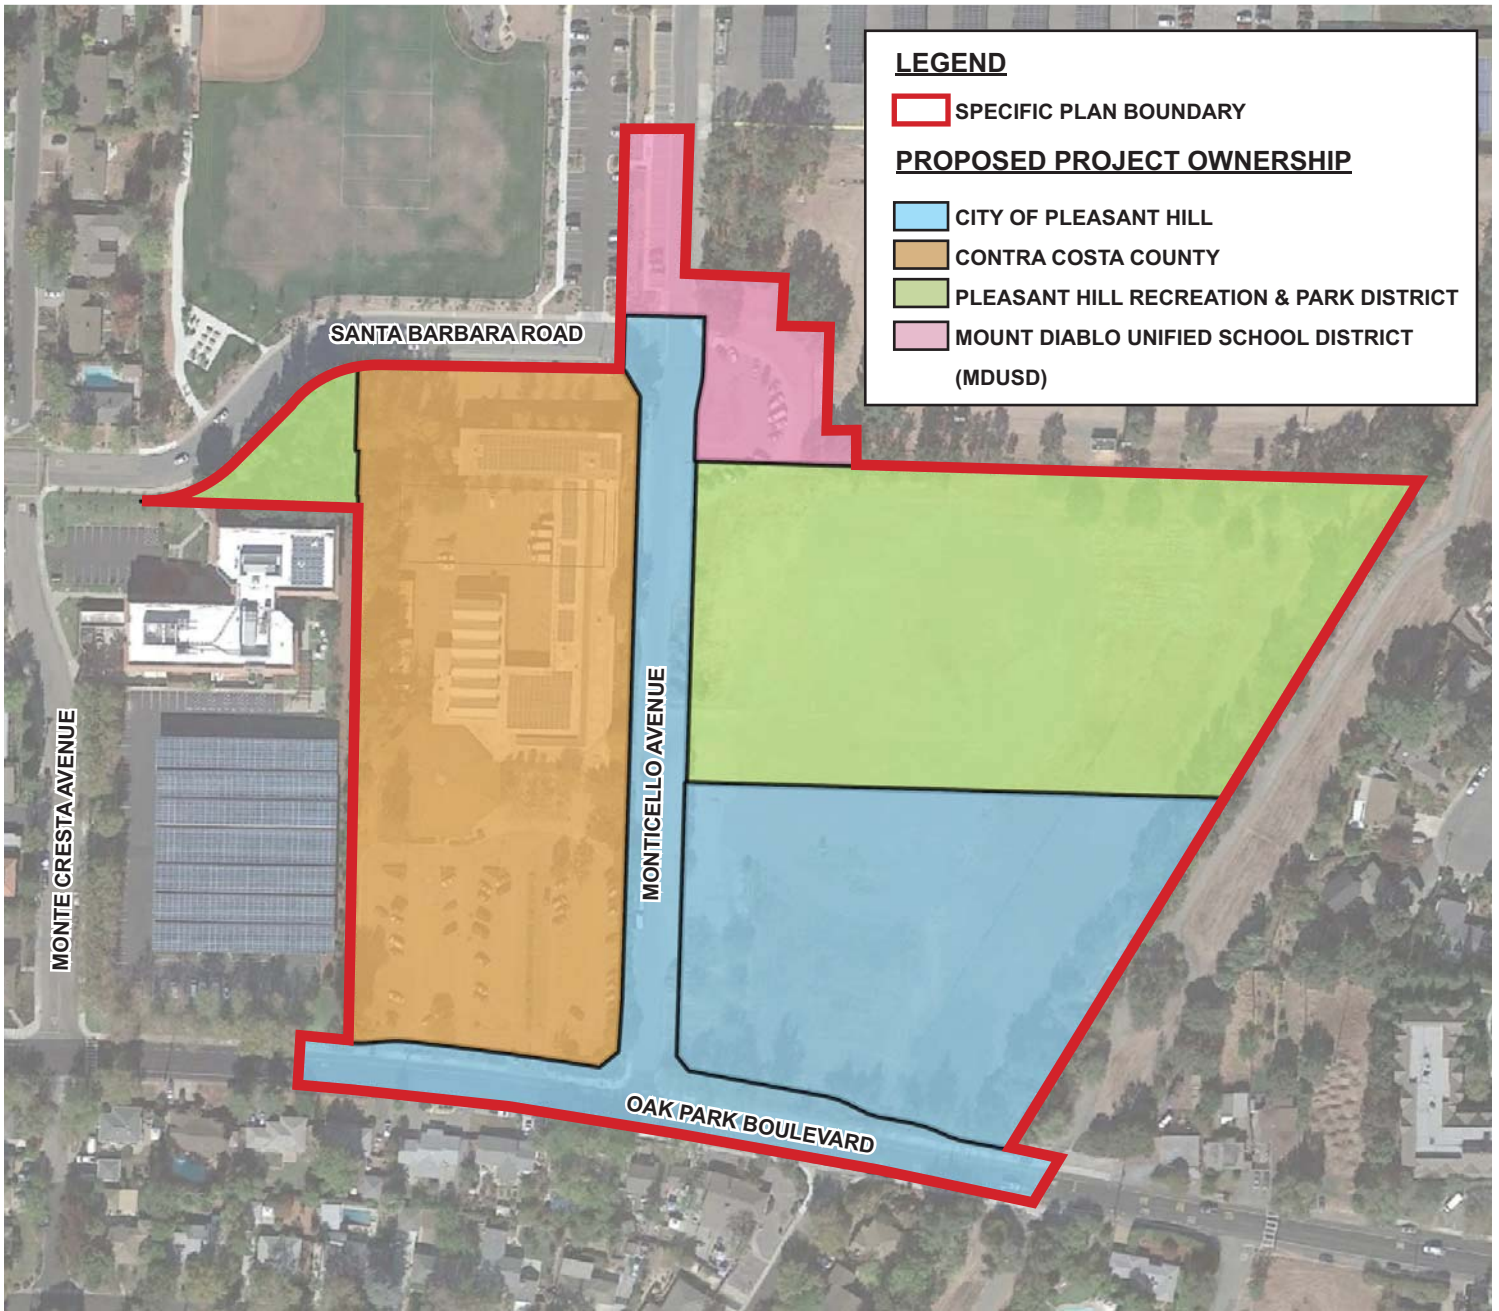 LEGEND
SPECIFIC PLAN BOUNDARY
PROPOSED PROJECT OWNERSHIP
CITY OF PLEASANT HILL
CONTRA COSTA COUNTY
PLEASANT HILL RECREATION & PARK DISTRICT
MOUNT DIABLO UNIFIED SCHOOL DISTRICT
(MDUSD)
SANTA BARBARA ROAD
MONTICELLO AVENUE
MONTE CRESTA AVENUE
OAK PARK BOULEVARD